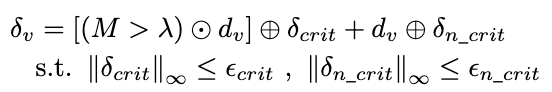 δ_v = [(M > λ) ⊙ d_v] ⊕ δ_crit + d_v ⊕ δ_n_crit
s.t. ‖δ_crit‖_∞ ≤ ϵ_crit , ‖δ_n_crit‖_∞ ≤ ϵ_n_crit